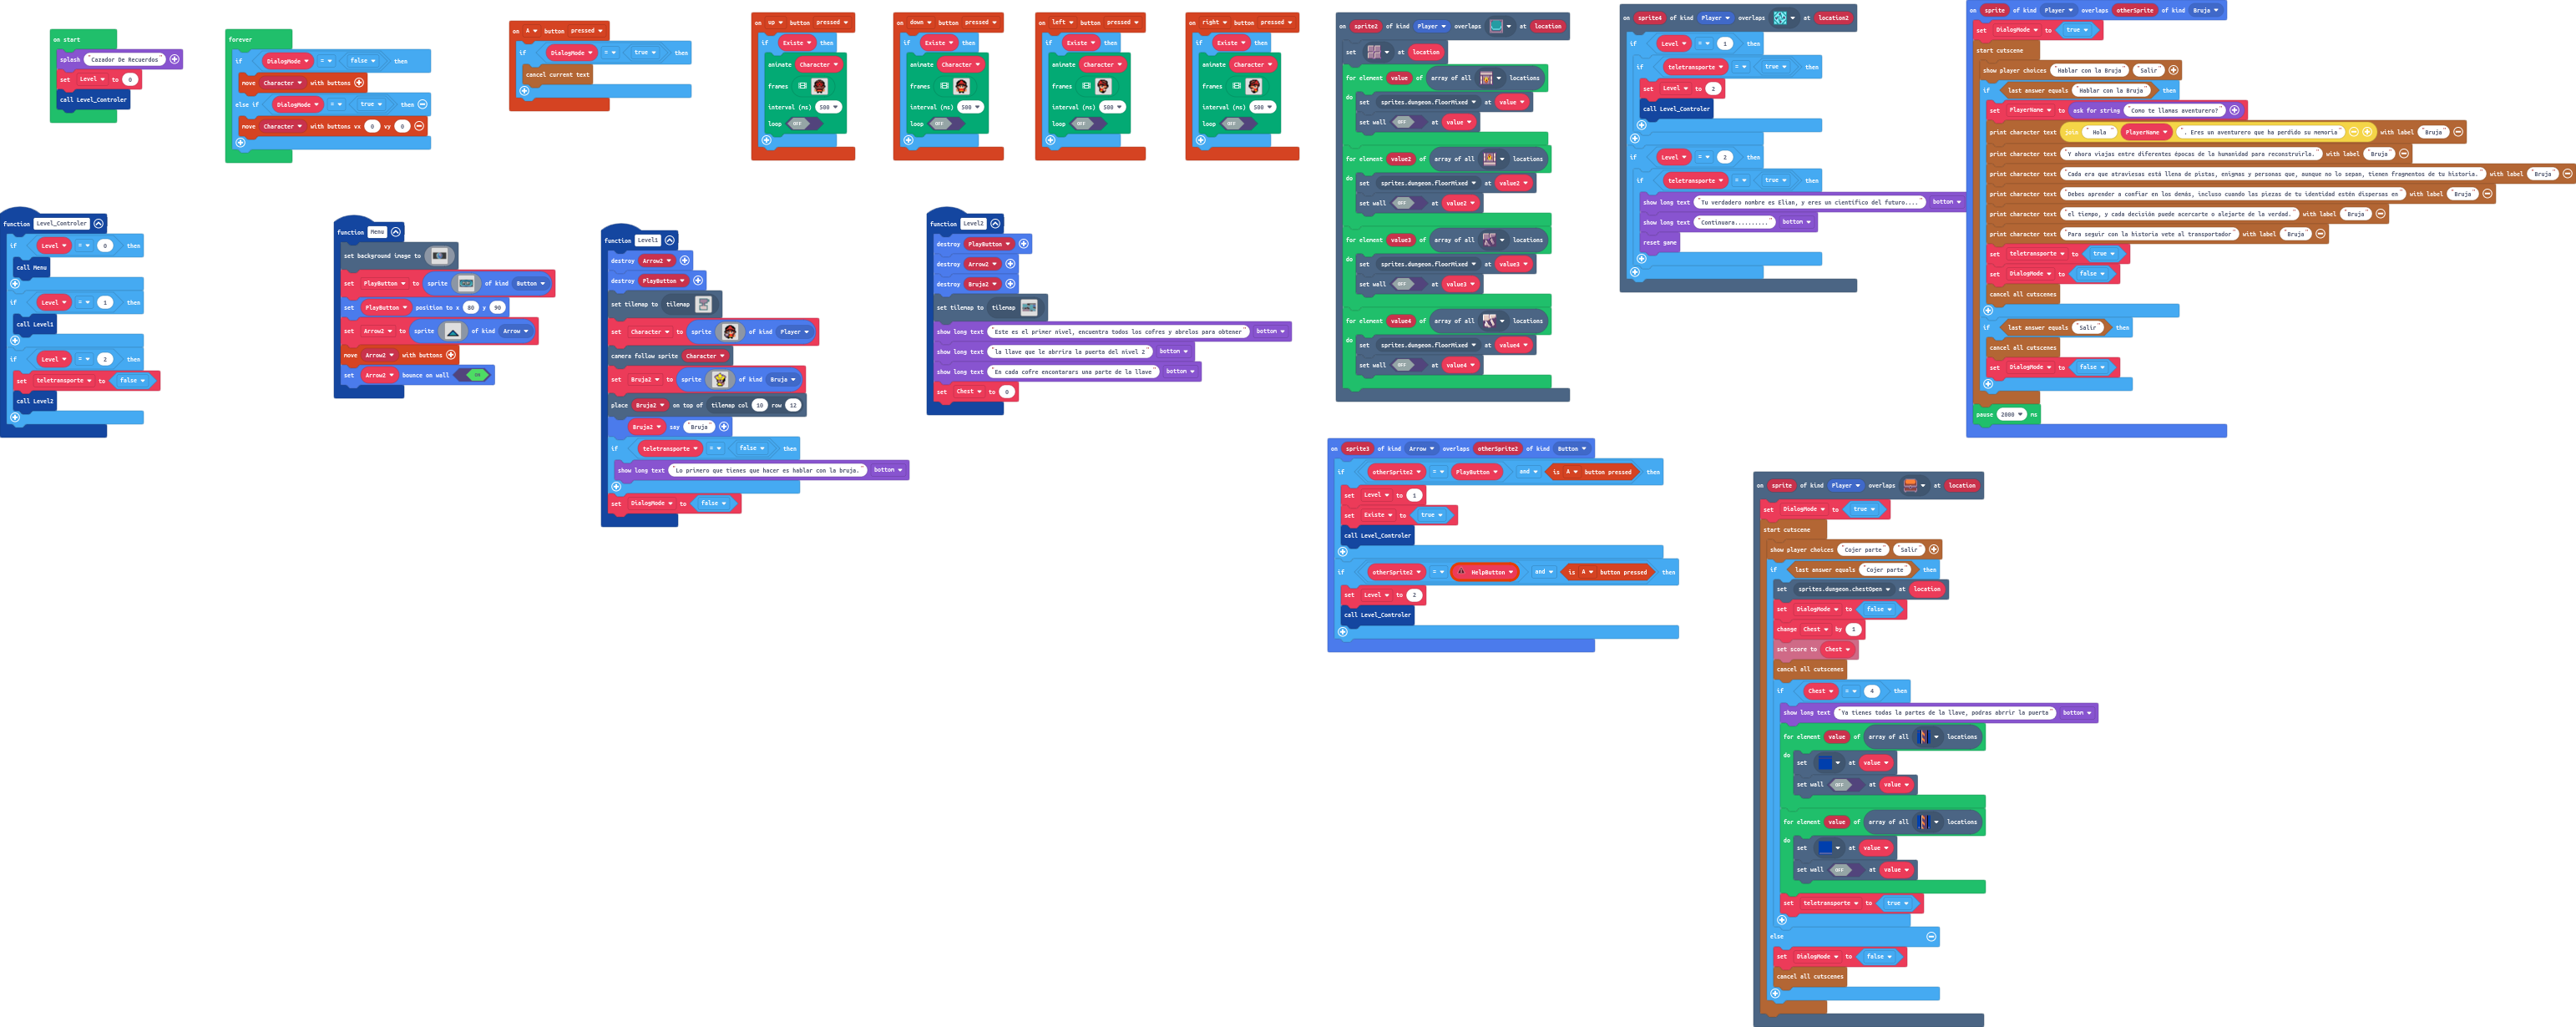 on start
splash "Cazador De Recuerdos"
set Level to 0
call Level_Controler
forever
if DialogMode = false then
move Character with buttons
else if DialogMode = true then
move Character with buttons vx 0 vy 0
on A button pressed
if DialogMode = true then
cancel current text
on up button pressed
if Existe then
animate Character
frames
interval (ms) 500
loop OFF
on down button pressed
if Existe then
animate Character
frames
interval (ms) 500
loop OFF
on left button pressed
if Existe then
animate Character
frames
interval (ms) 500
loop OFF
on right button pressed
if Existe then
animate Character
frames
interval (ms) 500
loop OFF
on sprite2 of kind Player overlaps at location
set at location
for element value of array of all locations
do set sprites.dungeon.floorMixed at value
set wall OFF at value
for element value2 of array of all locations
do set sprites.dungeon.floorMixed at value2
set wall OFF at value2
for element value3 of array of all locations
do set sprites.dungeon.floorMixed at value3
set wall OFF at value3
for element value4 of array of all locations
do set sprites.dungeon.floorMixed at value4
set wall OFF at value4
on sprite4 of kind Player overlaps at location2
if Level = 1 then
if teletransporte = true then
set Level to 2
call Level_Controler
if Level = 2 then
if teletransporte = true then
show long text "Tu verdadero nombre es Elian, y eres un cientifico del futuro...." bottom
show long text "Continuara.........." bottom
reset game
on sprite of kind Player overlaps otherSprite of kind Bruja
set DialogMode to true
start cutscene
show player choices "Hablar con la Bruja" "Salir"
if last answer equals "Hablar con la Bruja" then
set PlayerName to ask for string "Como te llamas aventurero?"
print character text join " Hola " PlayerName ". Eres un aventurero que ha perdido su memoria" with label "Bruja"
print character text "Y ahora viajas entre diferentes épocas de la humanidad para reconstruirla." with label "Bruja"
print character text "Cada era que atraviesas está llena de pistas, enigmas y personas que, aunque no lo sepan, tienen fragmentos de tu historia." with label "Bruja"
print character text "Debes aprender a confiar en los demás, incluso cuando las piezas de tu identidad estén dispersas en" with label "Bruja"
print character text "el tiempo, y cada decisión puede acercarte o alejarte de la verdad." with label "Bruja"
print character text "Para seguir con la historia vete al transportador" with label "Bruja"
set teletransporte to true
set DialogMode to false
cancel all cutscenes
if last answer equals "Salir" then
cancel all cutscenes
set DialogMode to false
pause 2000 ms
function Level_Controler
if Level = 0 then
call Menu
if Level = 1 then
call Level1
if Level = 2 then
set teletransporte to false
call Level2
function Menu
set background image to
set PlayButton to sprite of kind Button
set PlayButton position to x 80 y 90
set Arrow2 to sprite of kind Arrow
move Arrow2 with buttons
set Arrow2 bounce on wall ON
function Level1
destroy Arrow2
destroy PlayButton
set tilemap to tilemap
set Character to sprite of kind Player
camera follow sprite Character
set Bruja2 to sprite of kind Bruja
place Bruja2 on top of tilemap col 10 row 12
Bruja2 say "Bruja"
if teletransporte = false then
show long text "Lo primero que tienes que hacer es hablar con la bruja." bottom
set DialogMode to false
function Level2
destroy PlayButton
destroy Arrow2
destroy Bruja2
set tilemap to tilemap
show long text "Este es el primer nivel, encuentra todos los cofres y abrelos para obtener" bottom
show long text "la llave que le abrrira la puerta del nivel 2" bottom
show long text "En cada cofre encontarars una parte de la llave" bottom
set Chest to 0
on sprite3 of kind Arrow overlaps otherSprite2 of kind Button
if otherSprite2 = PlayButton and is A button pressed then
set Level to 1
set Existe to true
call Level_Controler
if otherSprite2 = HelpButton and is A button pressed then
set Level to 2
call Level_Controler
on sprite of kind Player overlaps at location
set DialogMode to true
start cutscene
show player choices "Cojer parte" "Salir"
if last answer equals "Cojer parte" then
set sprites.dungeon.chestOpen at location
set DialogMode to false
change Chest by 1
set score to Chest
cancel all cutscenes
if Chest = 4 then
show long text "Ya tienes todas la partes de la llave, podras abrrir la puerta" bottom
for element value of array of all locations
do set at value
set wall OFF at value
for element value of array of all locations
do set at value
set wall OFF at value
set teletransporte to true
else
set DialogMode to false
cancel all cutscenes